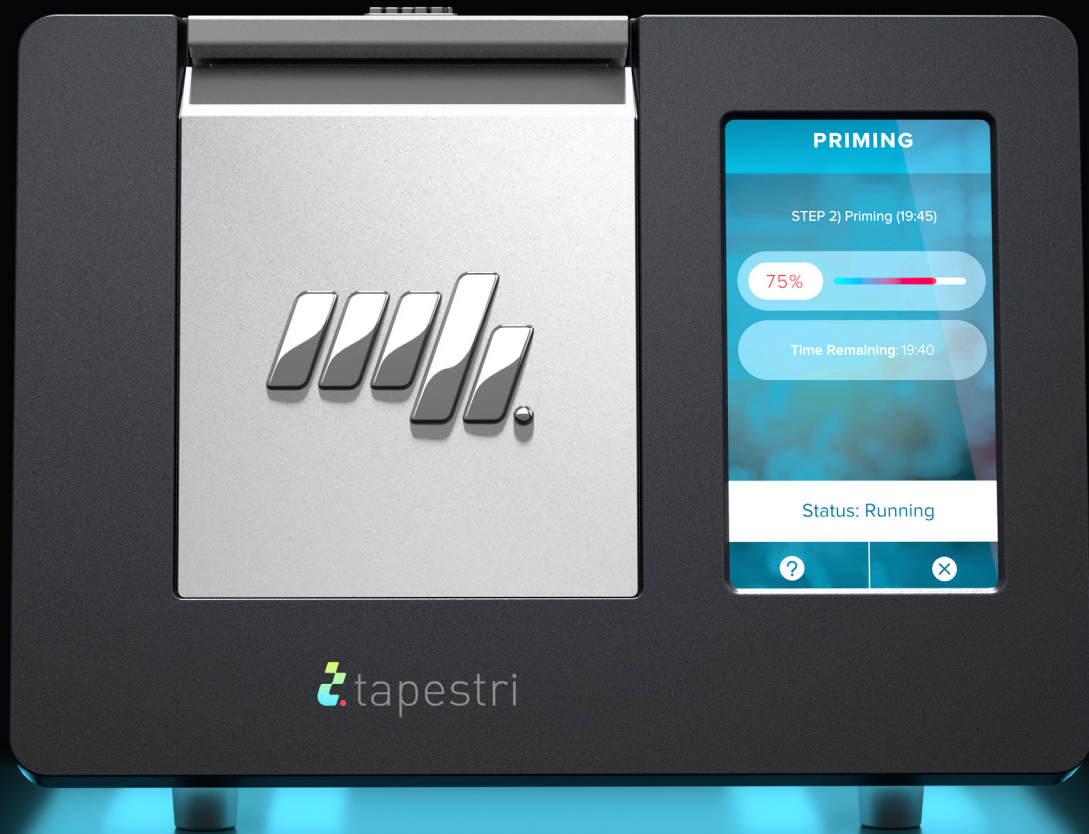 PRIMING
STEP 2) Priming (19:45)
75%
Time Remaining: 19:40
Status: Running
?
tapestri